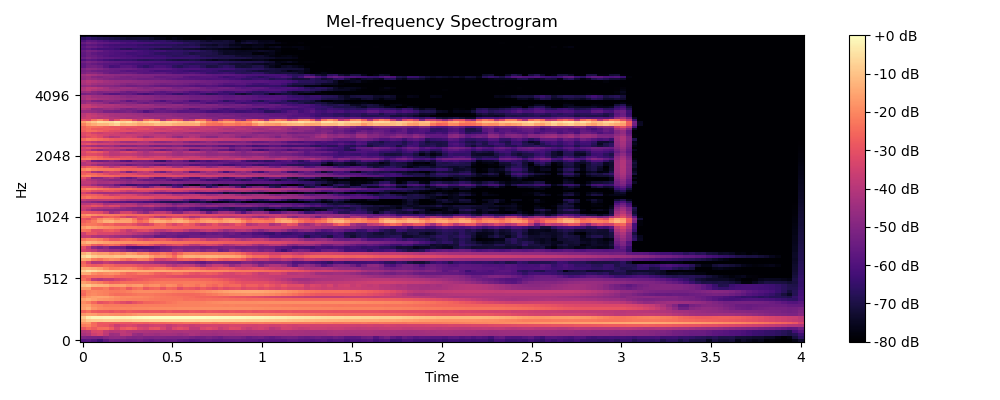 Mel-frequency Spectrogram
Hz
4096
2048
1024
512
0
0 0.5 1 1.5 2 2.5 3 3.5 4
Time
+0 dB
-10 dB
-20 dB
-30 dB
-40 dB
-50 dB
-60 dB
-70 dB
-80 dB